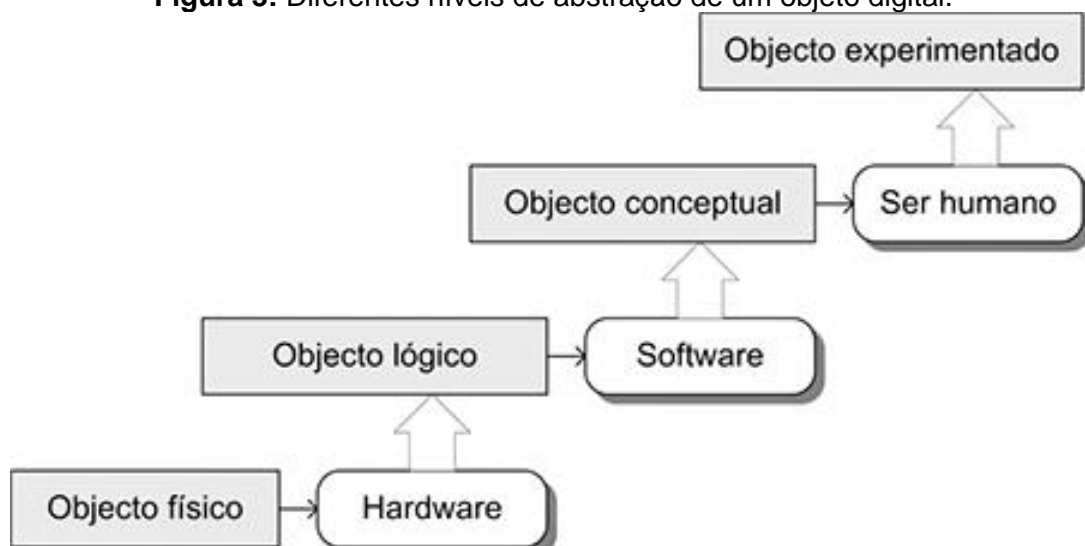 Figura 3: Diferentes níveis de abstração de um objeto digital.
Objecto experimentado
Objecto conceptual
Ser humano
Objecto lógico
Software
Objecto físico
Hardware